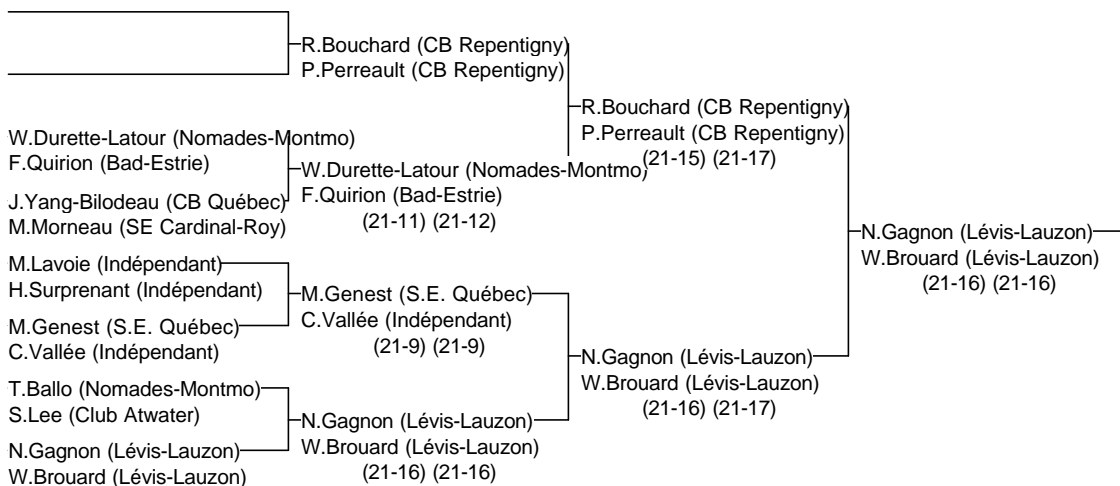 R.Bouchard (CB Repentigny)
P.Perreault (CB Repentigny)
R.Bouchard (CB Repentigny)
P.Perreault (CB Repentigny)
(21-15) (21-17)
W.Durette-Latour (Nomades-Montmo)
F.Quirion (Bad-Estrie)
W.Durette-Latour (Nomades-Montmo)
F.Quirion (Bad-Estrie)
(21-11) (21-12)
J.Yang-Bilodeau (CB Québec)
M.Morneau (SE Cardinal-Roy)
N.Gagnon (Lévis-Lauzon)
W.Brouard (Lévis-Lauzon)
(21-16) (21-16)
M.Lavoie (Indépendant)
H.Surprenant (Indépendant)
M.Genest (S.E. Québec)
C.Vallée (Indépendant)
(21-9) (21-9)
M.Genest (S.E. Québec)
C.Vallée (Indépendant)
N.Gagnon (Lévis-Lauzon)
W.Brouard (Lévis-Lauzon)
(21-16) (21-17)
T.Ballo (Nomades-Montmo)
S.Lee (Club Atwater)
N.Gagnon (Lévis-Lauzon)
W.Brouard (Lévis-Lauzon)
(21-16) (21-16)
N.Gagnon (Lévis-Lauzon)
W.Brouard (Lévis-Lauzon)